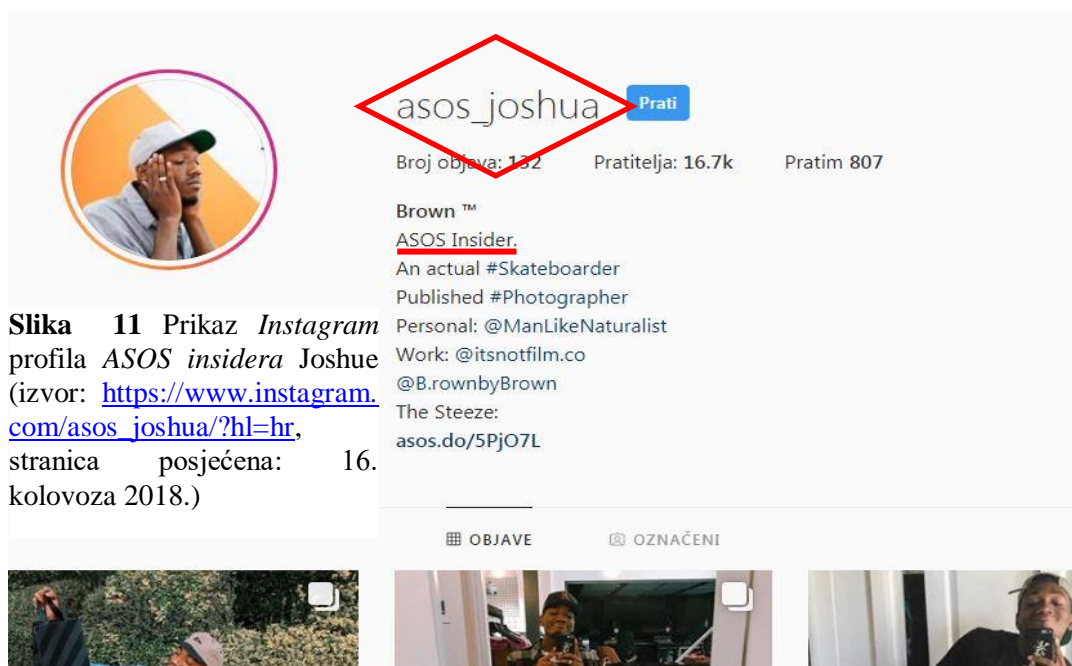 asos_joshua Prati
Broj objava: 132 Pratitelja: 16.7k Pratim 807
Brown ™
ASOS Insider.
An actual #Skateboarder
Published #Photographer
Personal: @ManLikeNaturalist
Work: @itsnotfilm.co
@B.rownbyBrown
The Steeze:
asos.do/5PjO7L
Slika 11 Prikaz Instagram
profila ASOS insidera Joshue
(izvor: https://www.instagram.
com/asos_joshua/?hl=hr,
stranica posjećena: 16.
kolovoza 2018.)
OBJAVE OZNAČENI